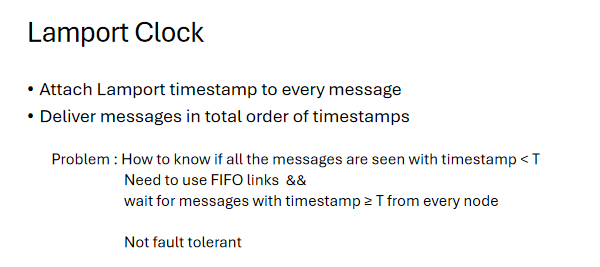 Lamport Clock
• Attach Lamport timestamp to every message
• Deliver messages in total order of timestamps
Problem : How to know if all the messages are seen with timestamp < T
Need to use FIFO links &&
wait for messages with timestamp ≥ T from every node
Not fault tolerant